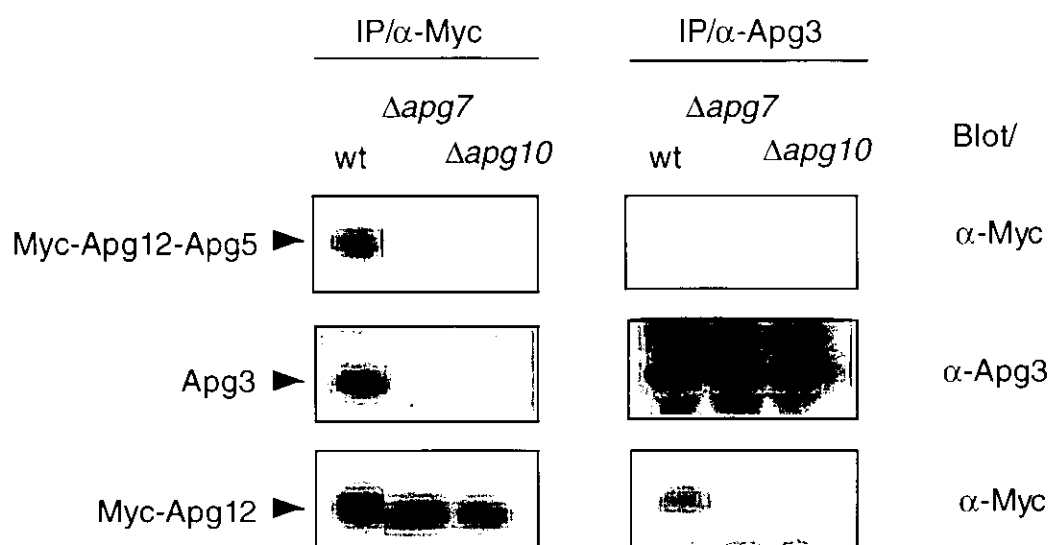 IP/α-Myc IP/α-Apg3
Δapg7 Δapg7
wt Δapg10 wt Δapg10 Blot/
Myc-Apg12-Apg5 α-Myc
Apg3 α-Apg3
Myc-Apg12 α-Myc